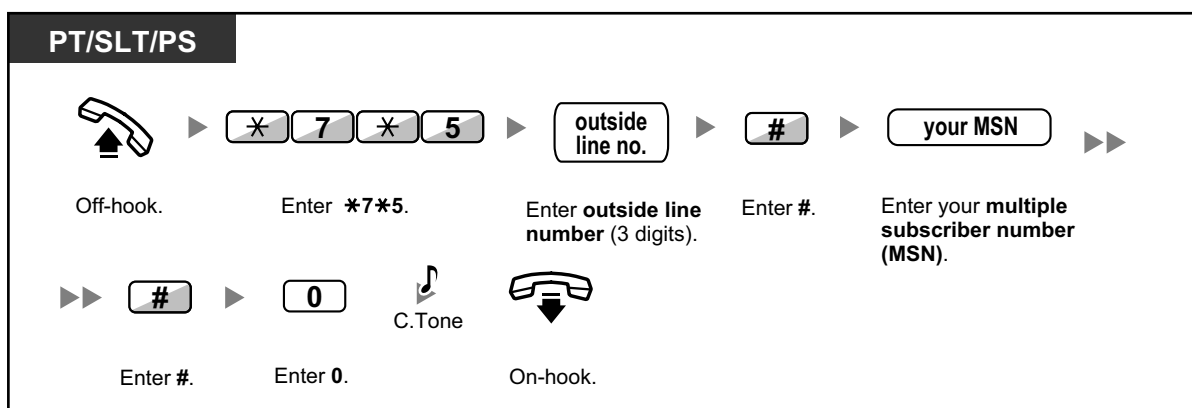 PT/SLT/PS
* 7 * 5
outside
line no.
#
your MSN
Off-hook.
Enter *7*5.
Enter outside line
number (3 digits).
Enter #.
Enter your multiple
subscriber number
(MSN).
#
0
C.Tone
Enter #.
Enter 0.
On-hook.